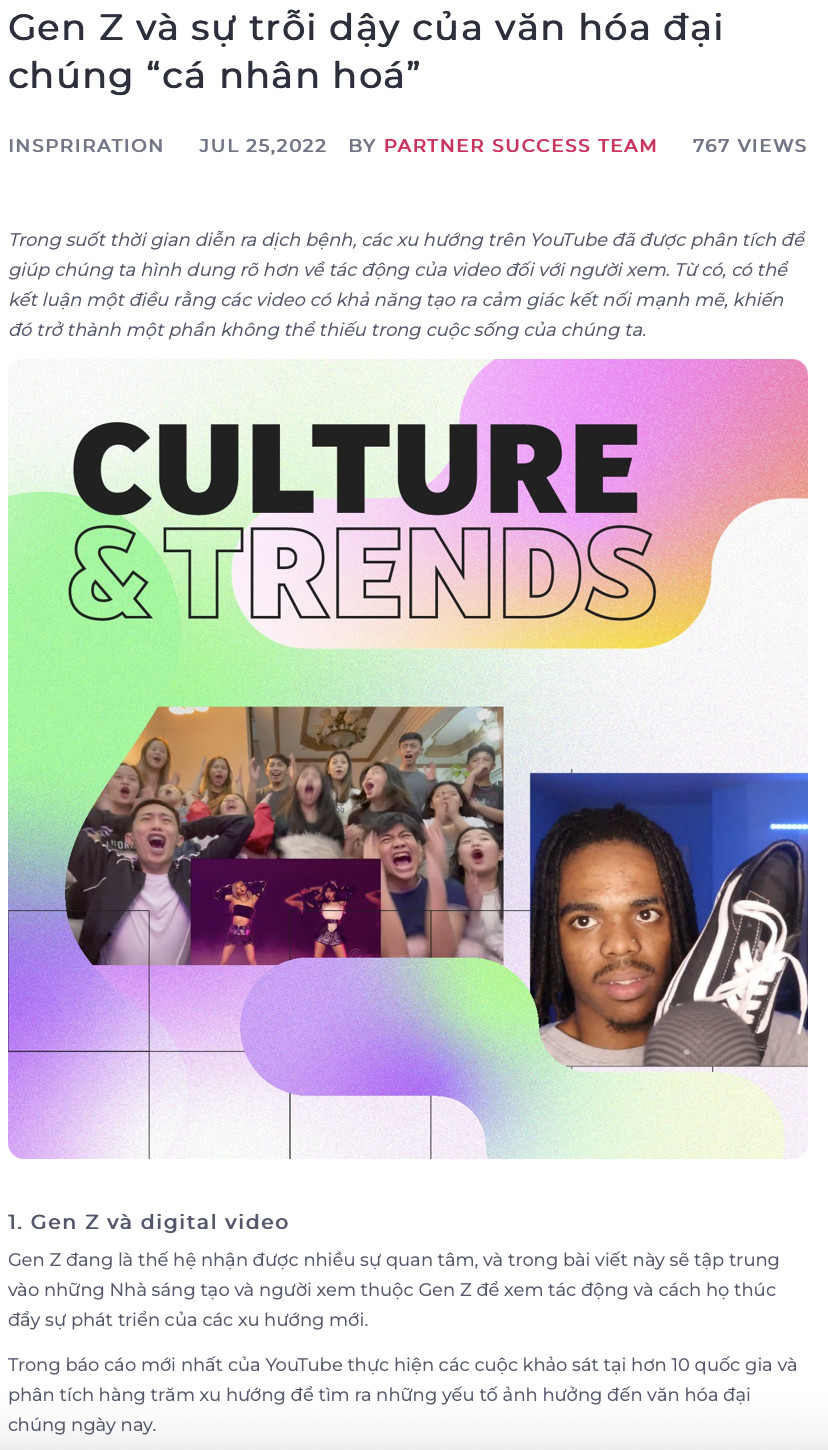 Gen Z và sự trỗi dậy của văn hóa đại
chúng “cá nhân hoá”
INSPRIRATION JUL 25,2022 BY PARTNER SUCCESS TEAM 767 VIEWS
Trong suốt thời gian diễn ra dịch bệnh, các xu hướng trên YouTube đã được phân tích để
giúp chúng ta hình dung rõ hơn về tác động của video đối với người xem. Từ có, có thể
kết luận một điều rằng các video có khả năng tạo ra cảm giác kết nối mạnh mẽ, khiến
đó trở thành một phần không thể thiếu trong cuộc sống của chúng ta.
CULTURE
& TRENDS
1. Gen Z và digital video
Gen Z đang là thế hệ nhận được nhiều sự quan tâm, và trong bài viết này sẽ tập trung
vào những Nhà sáng tạo và người xem thuộc Gen Z để xem tác động và cách họ thúc
đẩy sự phát triển của các xu hướng mới.
Trong báo cáo mới nhất của YouTube thực hiện các cuộc khảo sát tại hơn 10 quốc gia và
phân tích hàng trăm xu hướng để tìm ra những yếu tố ảnh hưởng đến văn hóa đại
chúng ngày nay.